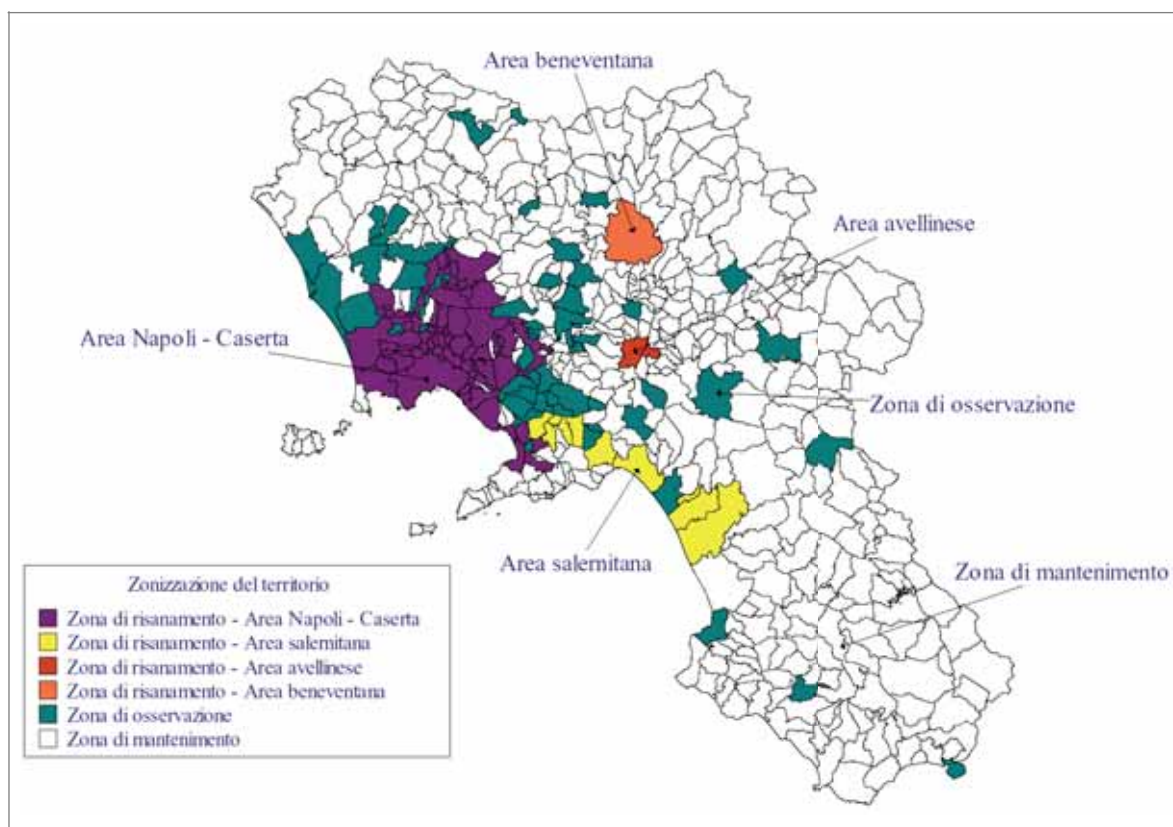 Area beneventana
Area avellinese
Area Napoli - Caserta
Zona di osservazione
Area salernitana
Zona di mantenimento
Zonizzazione del territorio
Zona di risanamento - Area Napoli - Caserta
Zona di risanamento - Area salernitana
Zona di risanamento - Area avellinese
Zona di risanamento - Area beneventana
Zona di osservazione
Zona di mantenimento